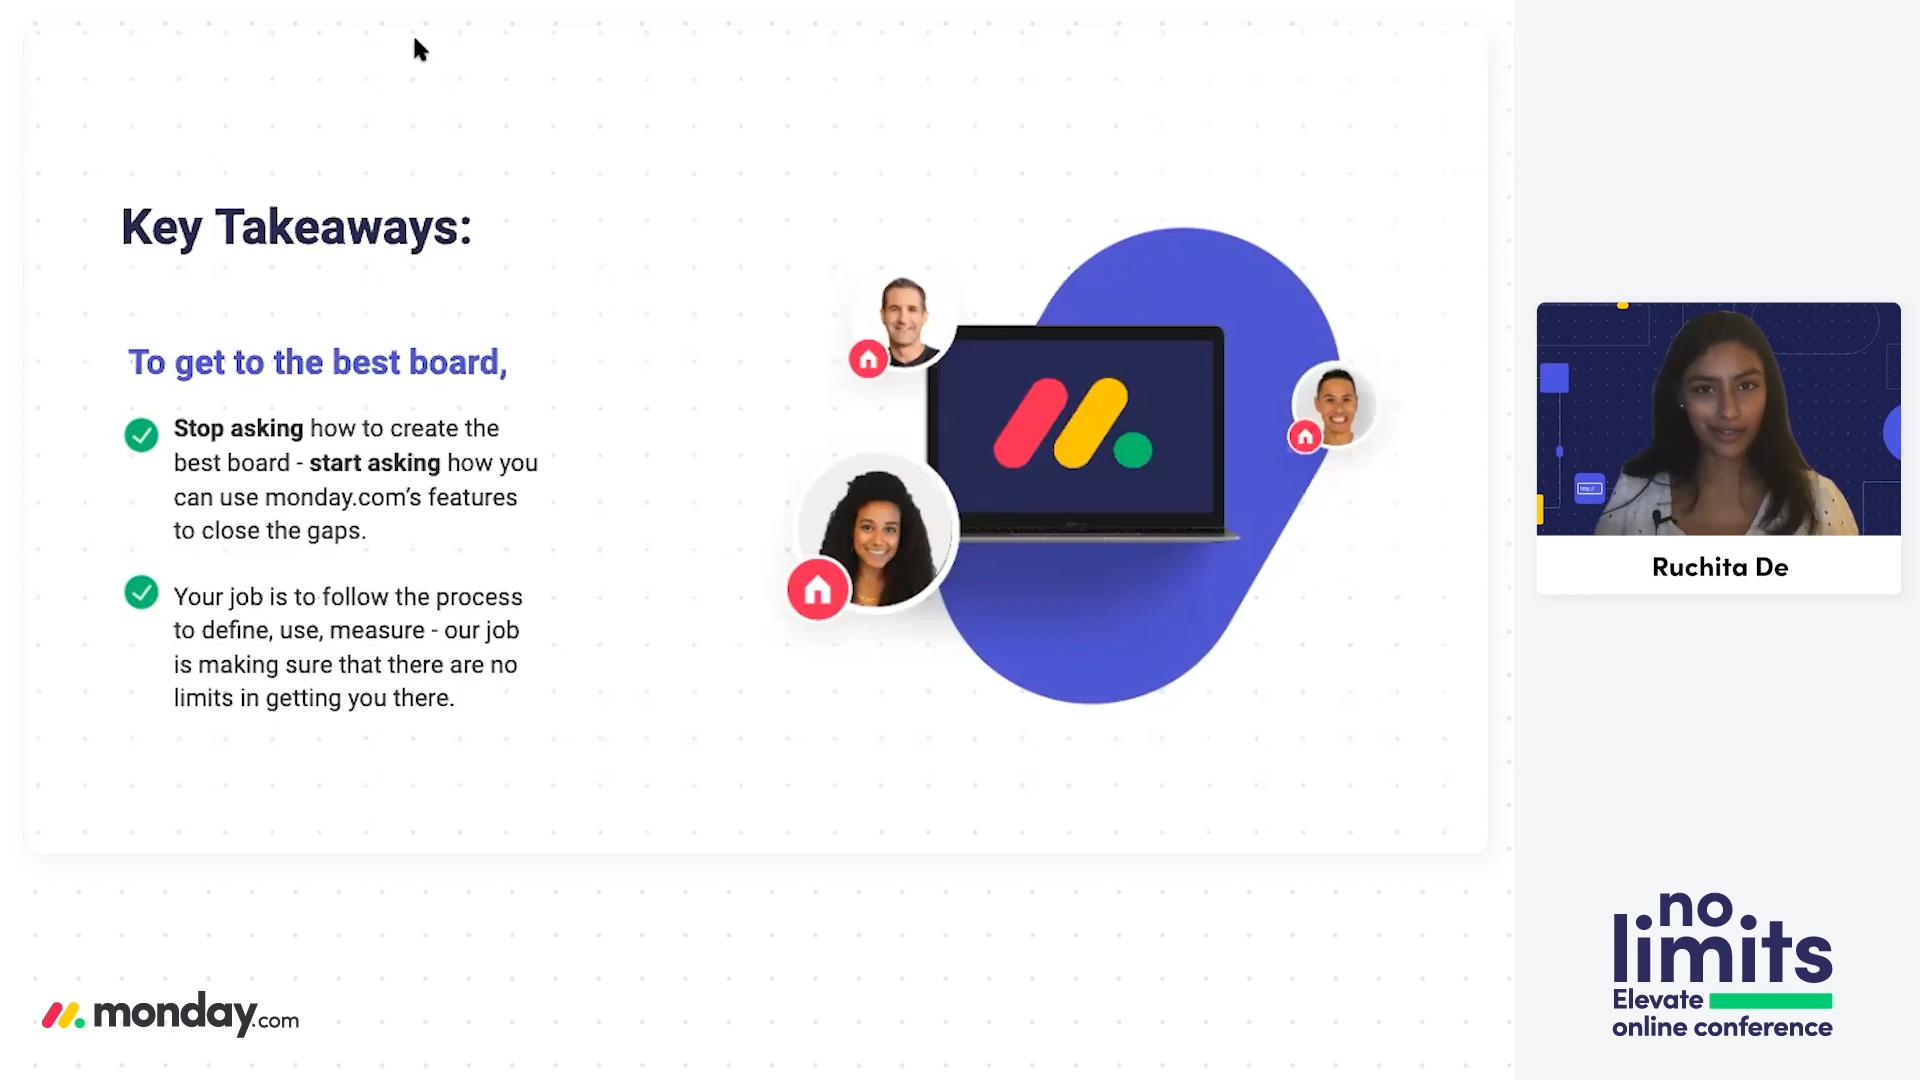 Key Takeaways:
To get to the best board,
Stop asking how to create the
best board - start asking how you
can use monday.com’s features
to close the gaps.
Your job is to follow the process
to define, use, measure - our job
is making sure that there are no
limits in getting you there.
Ruchita De
monday.com
no
limits
Elevate
online conference